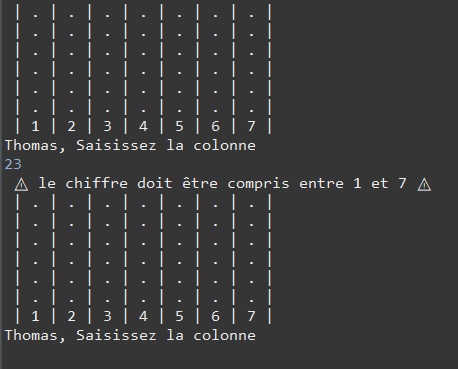 | . | . | . | . | . | . | . |
| . | . | . | . | . | . | . |
| . | . | . | . | . | . | . |
| . | . | . | . | . | . | . |
| . | . | . | . | . | . | . |
| . | . | . | . | . | . | . |
| 1 | 2 | 3 | 4 | 5 | 6 | 7 |
Thomas, Saisissez la colonne
23
⚠ le chiffre doit être compris entre 1 et 7 ⚠
| . | . | . | . | . | . | . |
| . | . | . | . | . | . | . |
| . | . | . | . | . | . | . |
| . | . | . | . | . | . | . |
| . | . | . | . | . | . | . |
| . | . | . | . | . | . | . |
| 1 | 2 | 3 | 4 | 5 | 6 | 7 |
Thomas, Saisissez la colonne